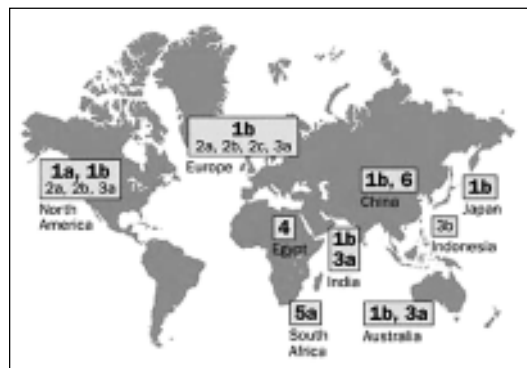 1b
2a, 2b, 2c, 3a
Europe
1a, 1b
2a, 2b, 3a
North
America
1b, 6
China
1b
Japan
4
Egypt
1b
3a
India
3b
Indonesia
5a
South
Africa
1b, 3a
Australia